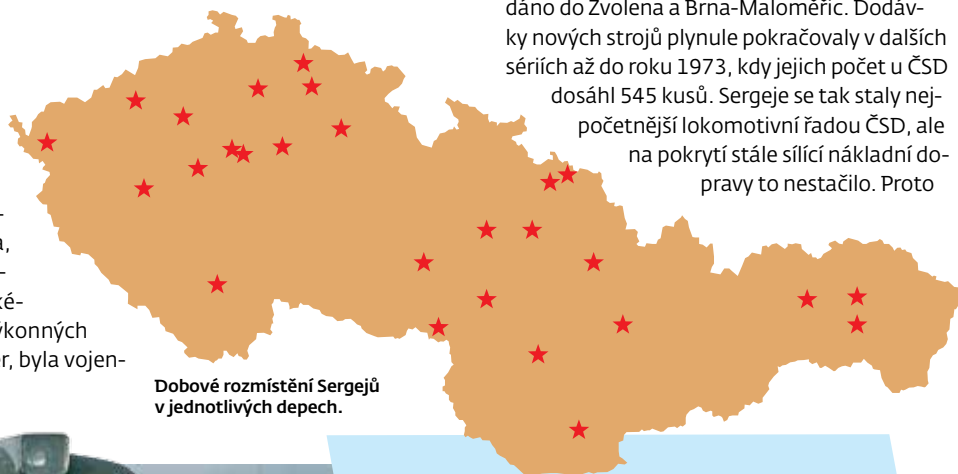 dáno do Zvolena a Brna-Maloměřic. Dodáv-
ky nových strojů plynule pokračovaly v dalších
sériích až do roku 1973, kdy jejich počet u ČSD
dosáhl 545 kusů. Sergeje se tak staly nej-
početnější lokomotivní řadou ČSD, ale
na pokrytí stále sílící nákladní do-
pravy to nestačilo. Proto
-
a,
-
ké-
ýkonných
r, byla vojen-
Dobové rozmístění Sergejů
v jednotlivých depech.